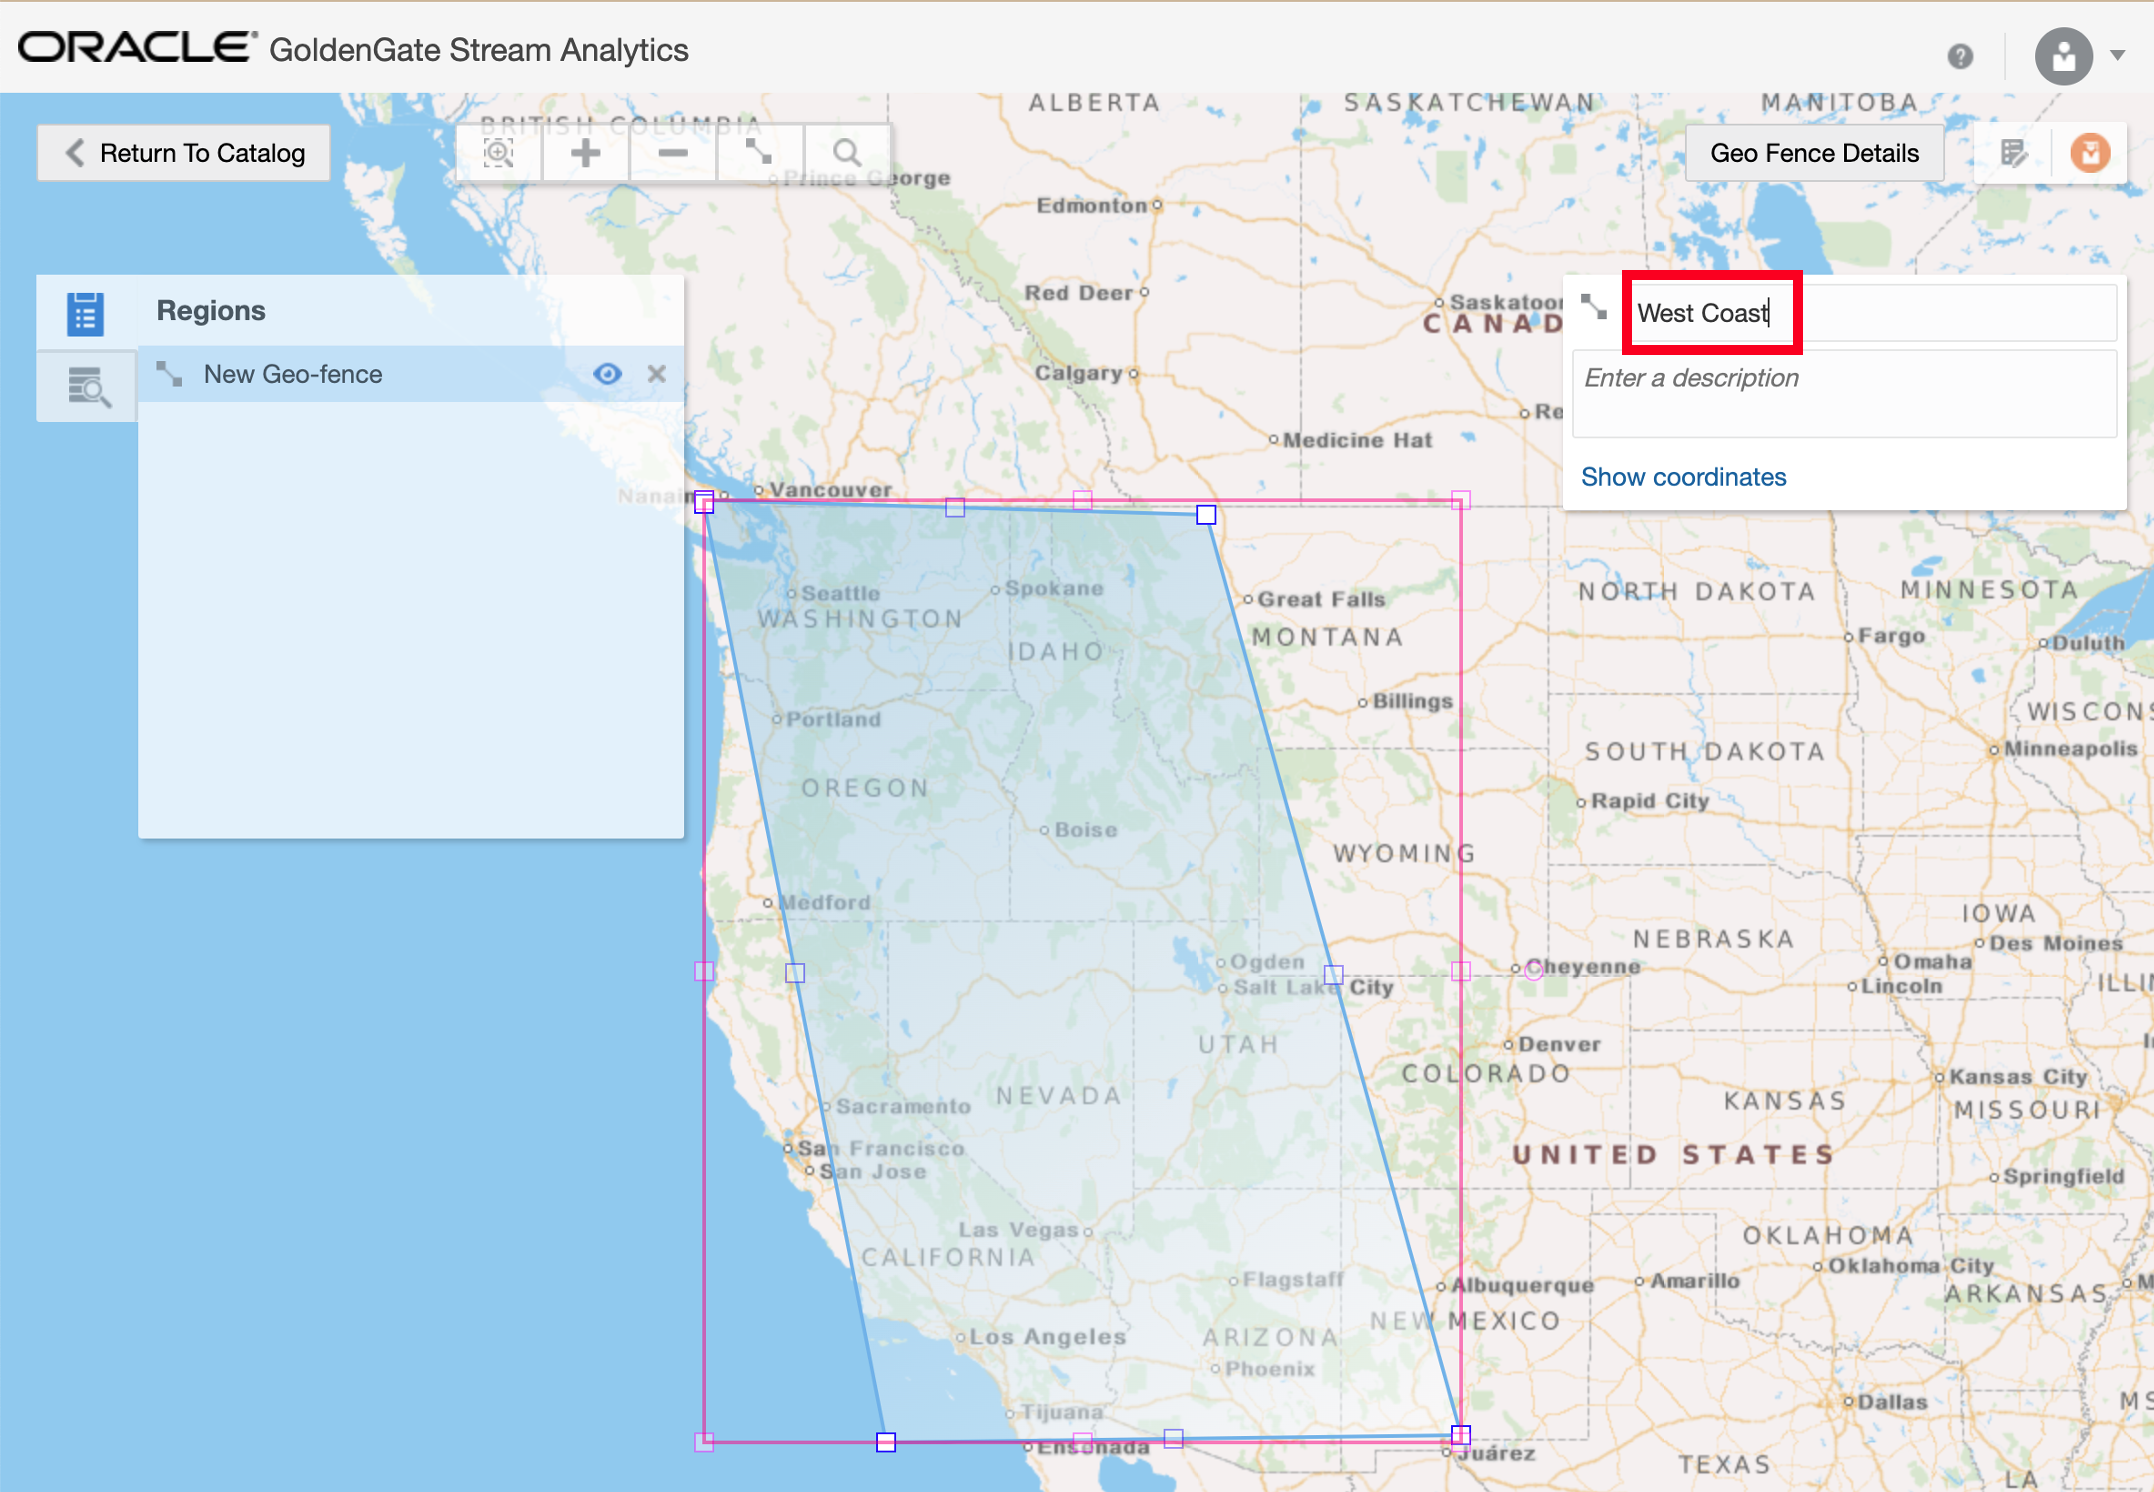 ORACLE GoldenGate Stream Analytics
ALBERTA
SASKATCHEWAN
MANITOBA
BRITISH COLUMBIA
Return To Catalog
Geo Fence Details
Prince George
Edmonton
Red Deer
Saskatoon
CANAD
Regions
West Coast
New Geo-fence
Calgary
Enter a description
Re
Medicine Hat
Show coordinates
Nanaim
Vancouver
Seattle
Spokane
Great Falls
NORTH DAKOTA
MINNESOTA
WASHINGTON
IDAHO
MONTANA
Fargo
Duluth
Billings
Portland
WISCONS
SOUTH DAKOTA
Minneapolis
OREGON
Rapid City
Boise
WYOMING
Medford
IOWA
NEBRASKA
Des Moines
Ogden
Cheyenne
Omaha
Salt Lake City
Lincoln
ILLIN
UTAH
Denver
COLORADO
Kansas City
NEVADA
KANSAS
MISSOURI
Sacramento
San Francisco
UNITED STATES
San Jose
Springfield
Las Vegas
CALIFORNIA
OKLAHOMA
Flagstaff
Albuquerque
Amarillo
Oklahoma City
ARKANSAS
M
NEW MEXICO
Los Angeles
ARIZONA
Phoenix
Dallas
MS
Tijuana
Ensenada
Juárez
TEXAS
LA